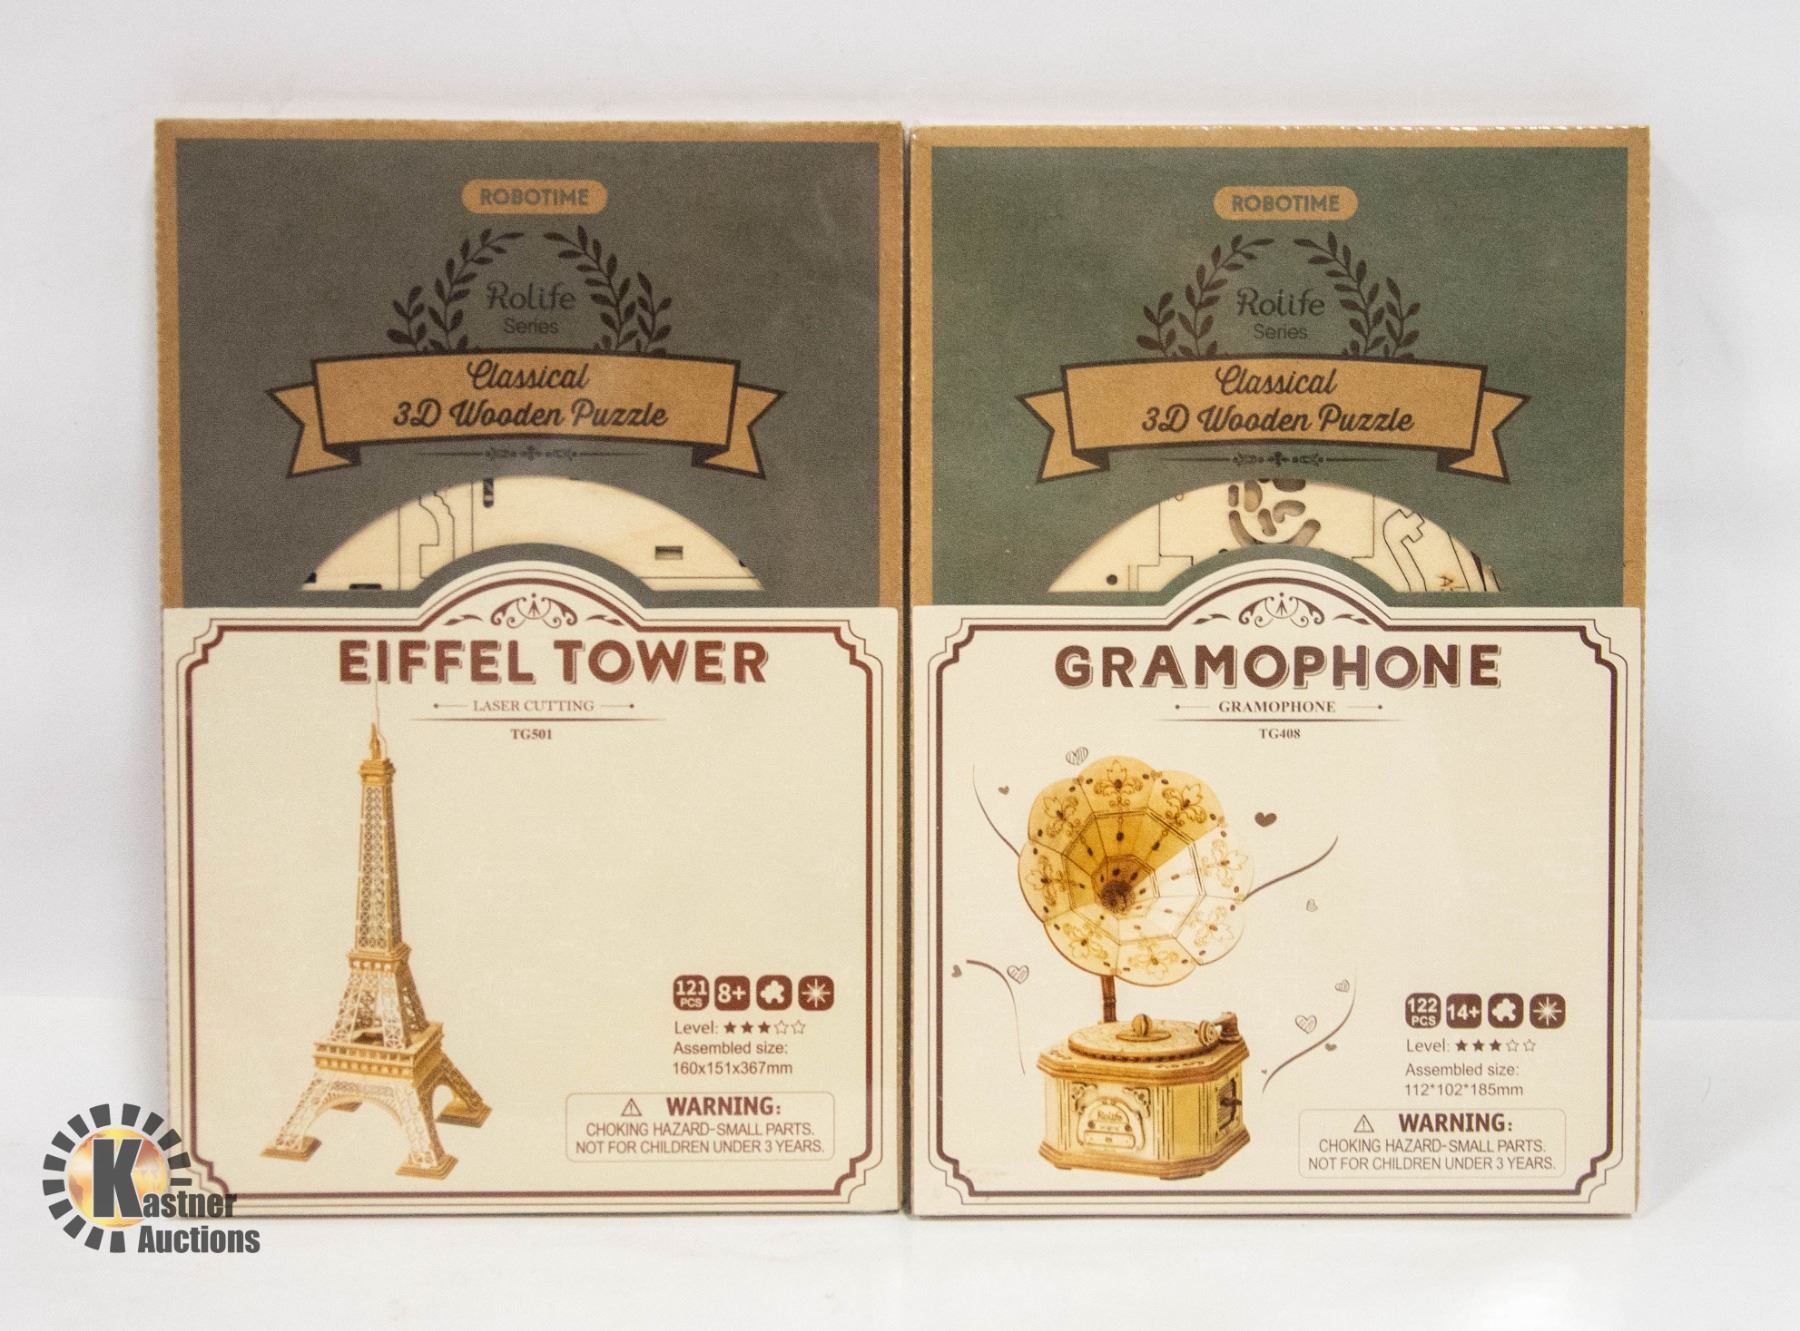 ROBOTIME
Rolife
Series
Classical
3D Wooden Puzzle
EIFFEL TOWER
LASER CUTTING
TG501
121 PCS 8+
Level:
Assembled size:
160x151x367mm
WARNING:
CHOKING HAZARD-SMALL PARTS.
NOT FOR CHILDREN UNDER 3 YEARS.
ROBOTIME
Rolife
Series
Classical
3D Wooden Puzzle
GRAMOPHONE
GRAMOPHONE
TG408
122 PCS 14+
Level:
Assembled size:
112*102*185mm
WARNING:
CHOKING HAZARD-SMALL PARTS.
NOT FOR CHILDREN UNDER 3 YEARS.
Rolife
Kastner
Auctions